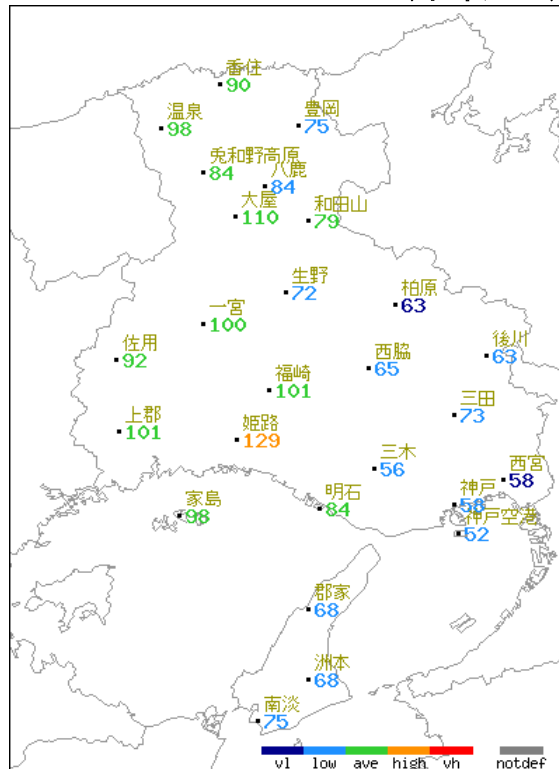 香住
90
温泉
98
豊岡
75
兎和野高原
84
八鹿
84
大屋
110
和田山
79
生野
72
柏原
63
一宮
100
佐用
92
西脇
65
後川
63
福崎
101
三田
73
上郡
101
姫路
129
三木
56
西宮
58
家島
98
明石
84
神戸
58
神戸空港
52
郡家
68
洲本
68
南淡
75
vl low ave high vh notdef